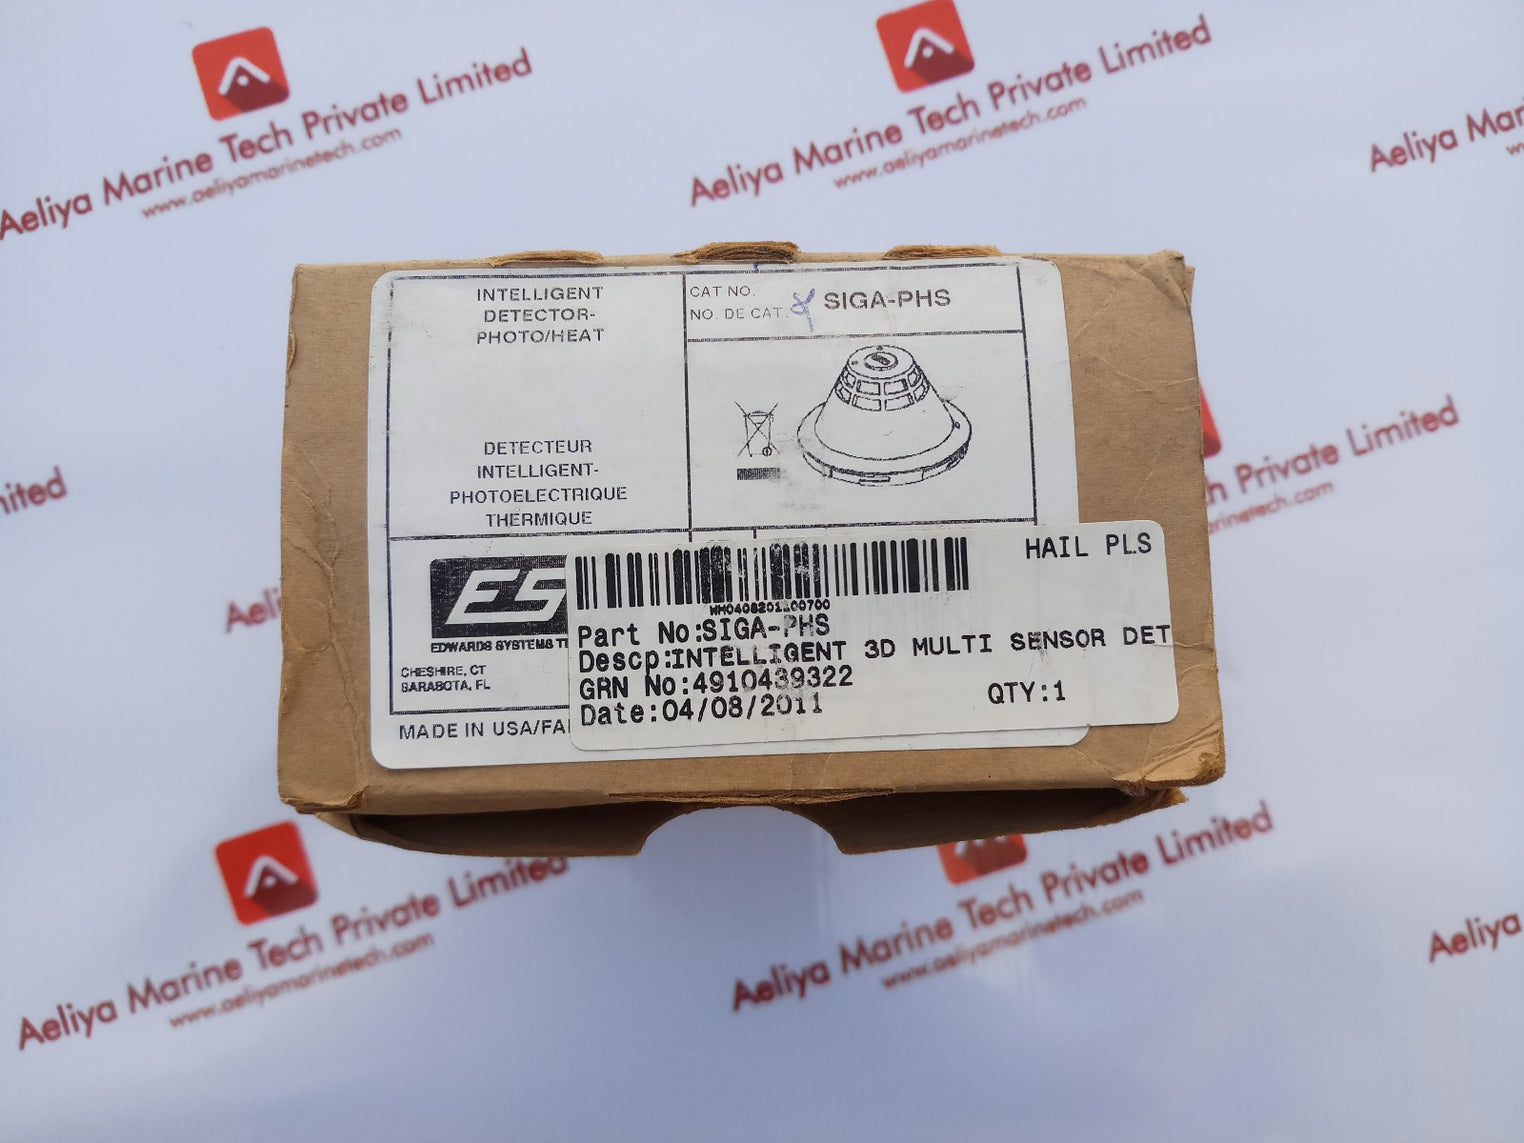 Aeliya Marine Tech Private Limited
www.aeliyamarinetech.com
Aeliya Marine Tech Private Limited
www.aeliyamarinetech.com
Aeliya
INTELLIGENT
DETECTOR-
PHOTO/HEAT
CAT NO.
NO. DE CAT.
SIGA-PHS
DETECTEUR
INTELLIGENT-
PHOTOELECTRIQUE
THERMIQUE
EDWARDS SYSTEMS
CHESHIRE, CT
SARASOTA, FL
MADE IN USA/FA
HAIL PLS
WH0408201100700
Part No:SIGA-PHS
Descp:INTELLIGENT 3D MULTI SENSOR DET
GRN No:4910439322
Date:04/08/2011
QTY:1
Private Limited
Aeliya Marine Tech Private Limited
www.aeliyamarinetech.com
Aeliya Marine Tech Private Limited
www.aeliyamarinetech.com
Aeliya